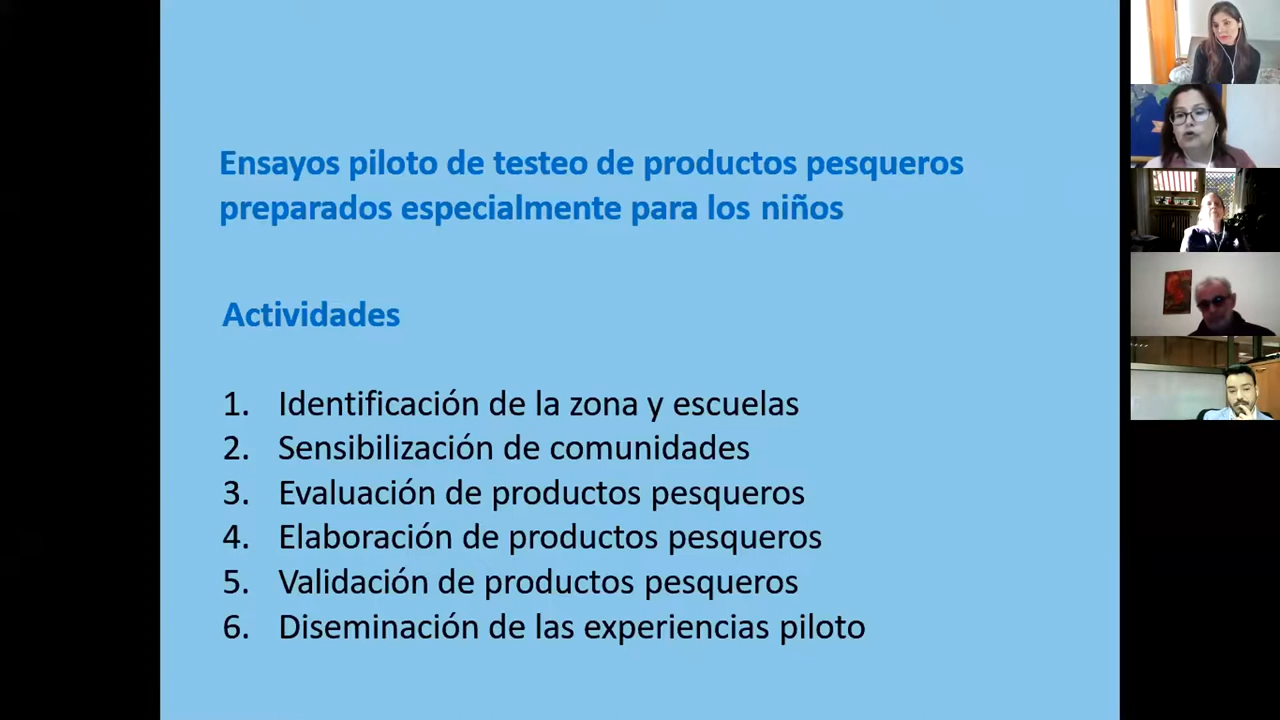 Ensayos piloto de testeo de productos pesqueros
preparados especialmente para los niños
Actividades
1. Identificación de la zona y escuelas
2. Sensibilización de comunidades
3. Evaluación de productos pesqueros
4. Elaboración de productos pesqueros
5. Validación de productos pesqueros
6. Diseminación de las experiencias piloto